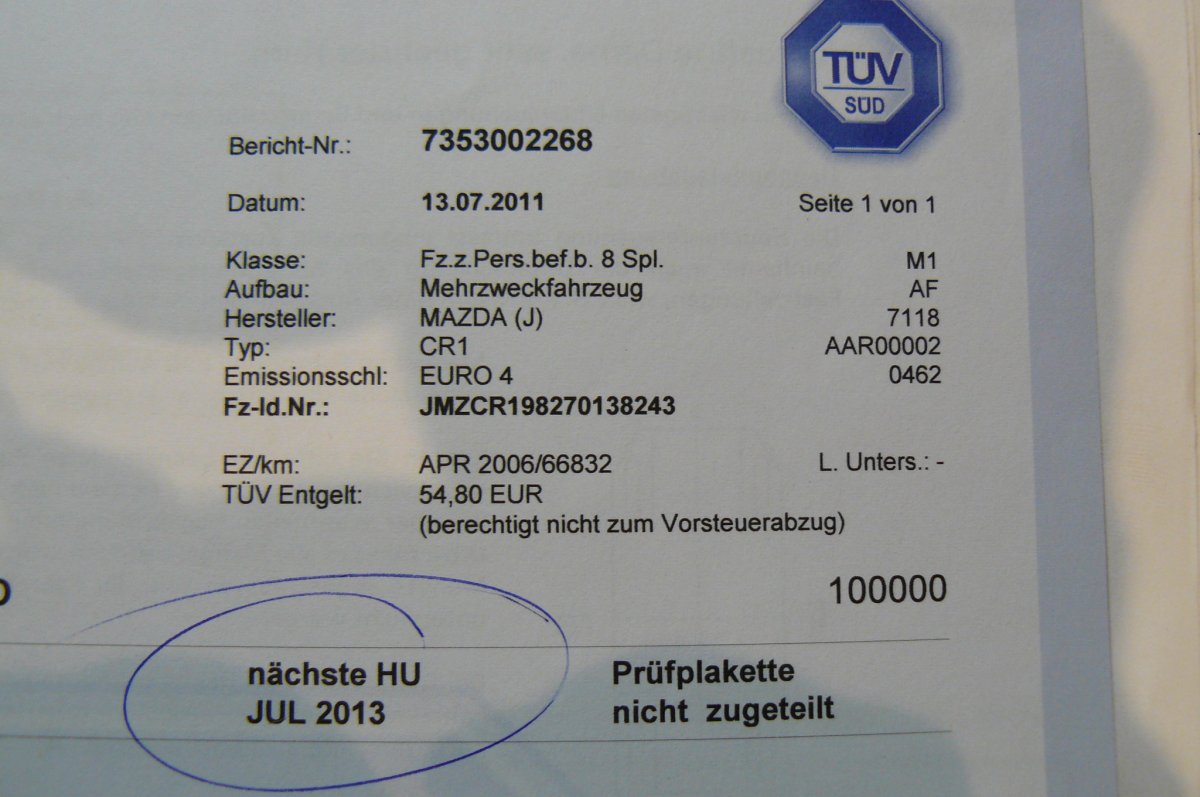 TÜV
SÜD
Bericht-Nr.: 7353002268
Datum: 13.07.2011 Seite 1 von 1
Klasse: Fz.z.Pers.bef.b. 8 Spl. M1
Aufbau: Mehrzweckfahrzeug AF
Hersteller: MAZDA (J) 7118
Typ: CR1 AAR00002
Emissionsschl: EURO 4 0462
Fz-Id.Nr.: JMZCR198270138243
EZ/km: APR 2006/66832 L. Unters.: -
TÜV Entgelt: 54,80 EUR
(berechtigt nicht zum Vorsteuerabzug)
100000
nächste HU Prüfplakette
JUL 2013 nicht zugeteilt